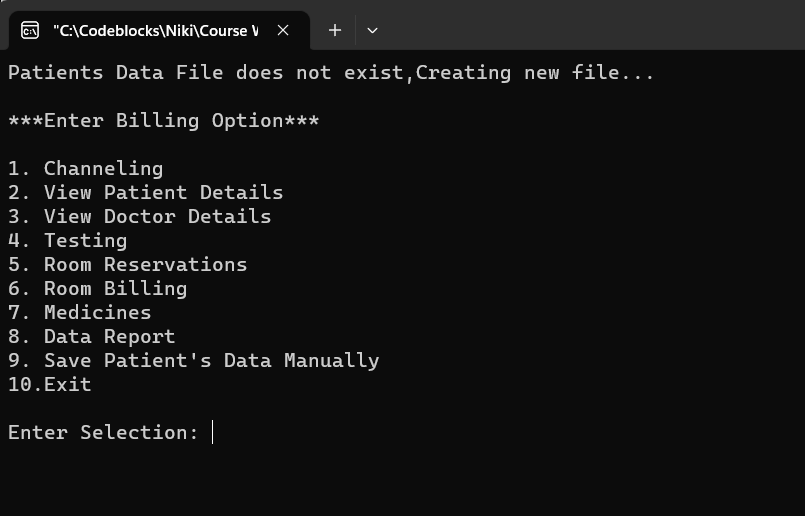 "C:\Codeblocks\Niki\Course
Patients Data File does not exist,Creating new file...
***Enter Billing Option***
1. Channeling
2. View Patient Details
3. View Doctor Details
4. Testing
5. Room Reservations
6. Room Billing
7. Medicines
8. Data Report
9. Save Patient's Data Manually
10.Exit
Enter Selection: